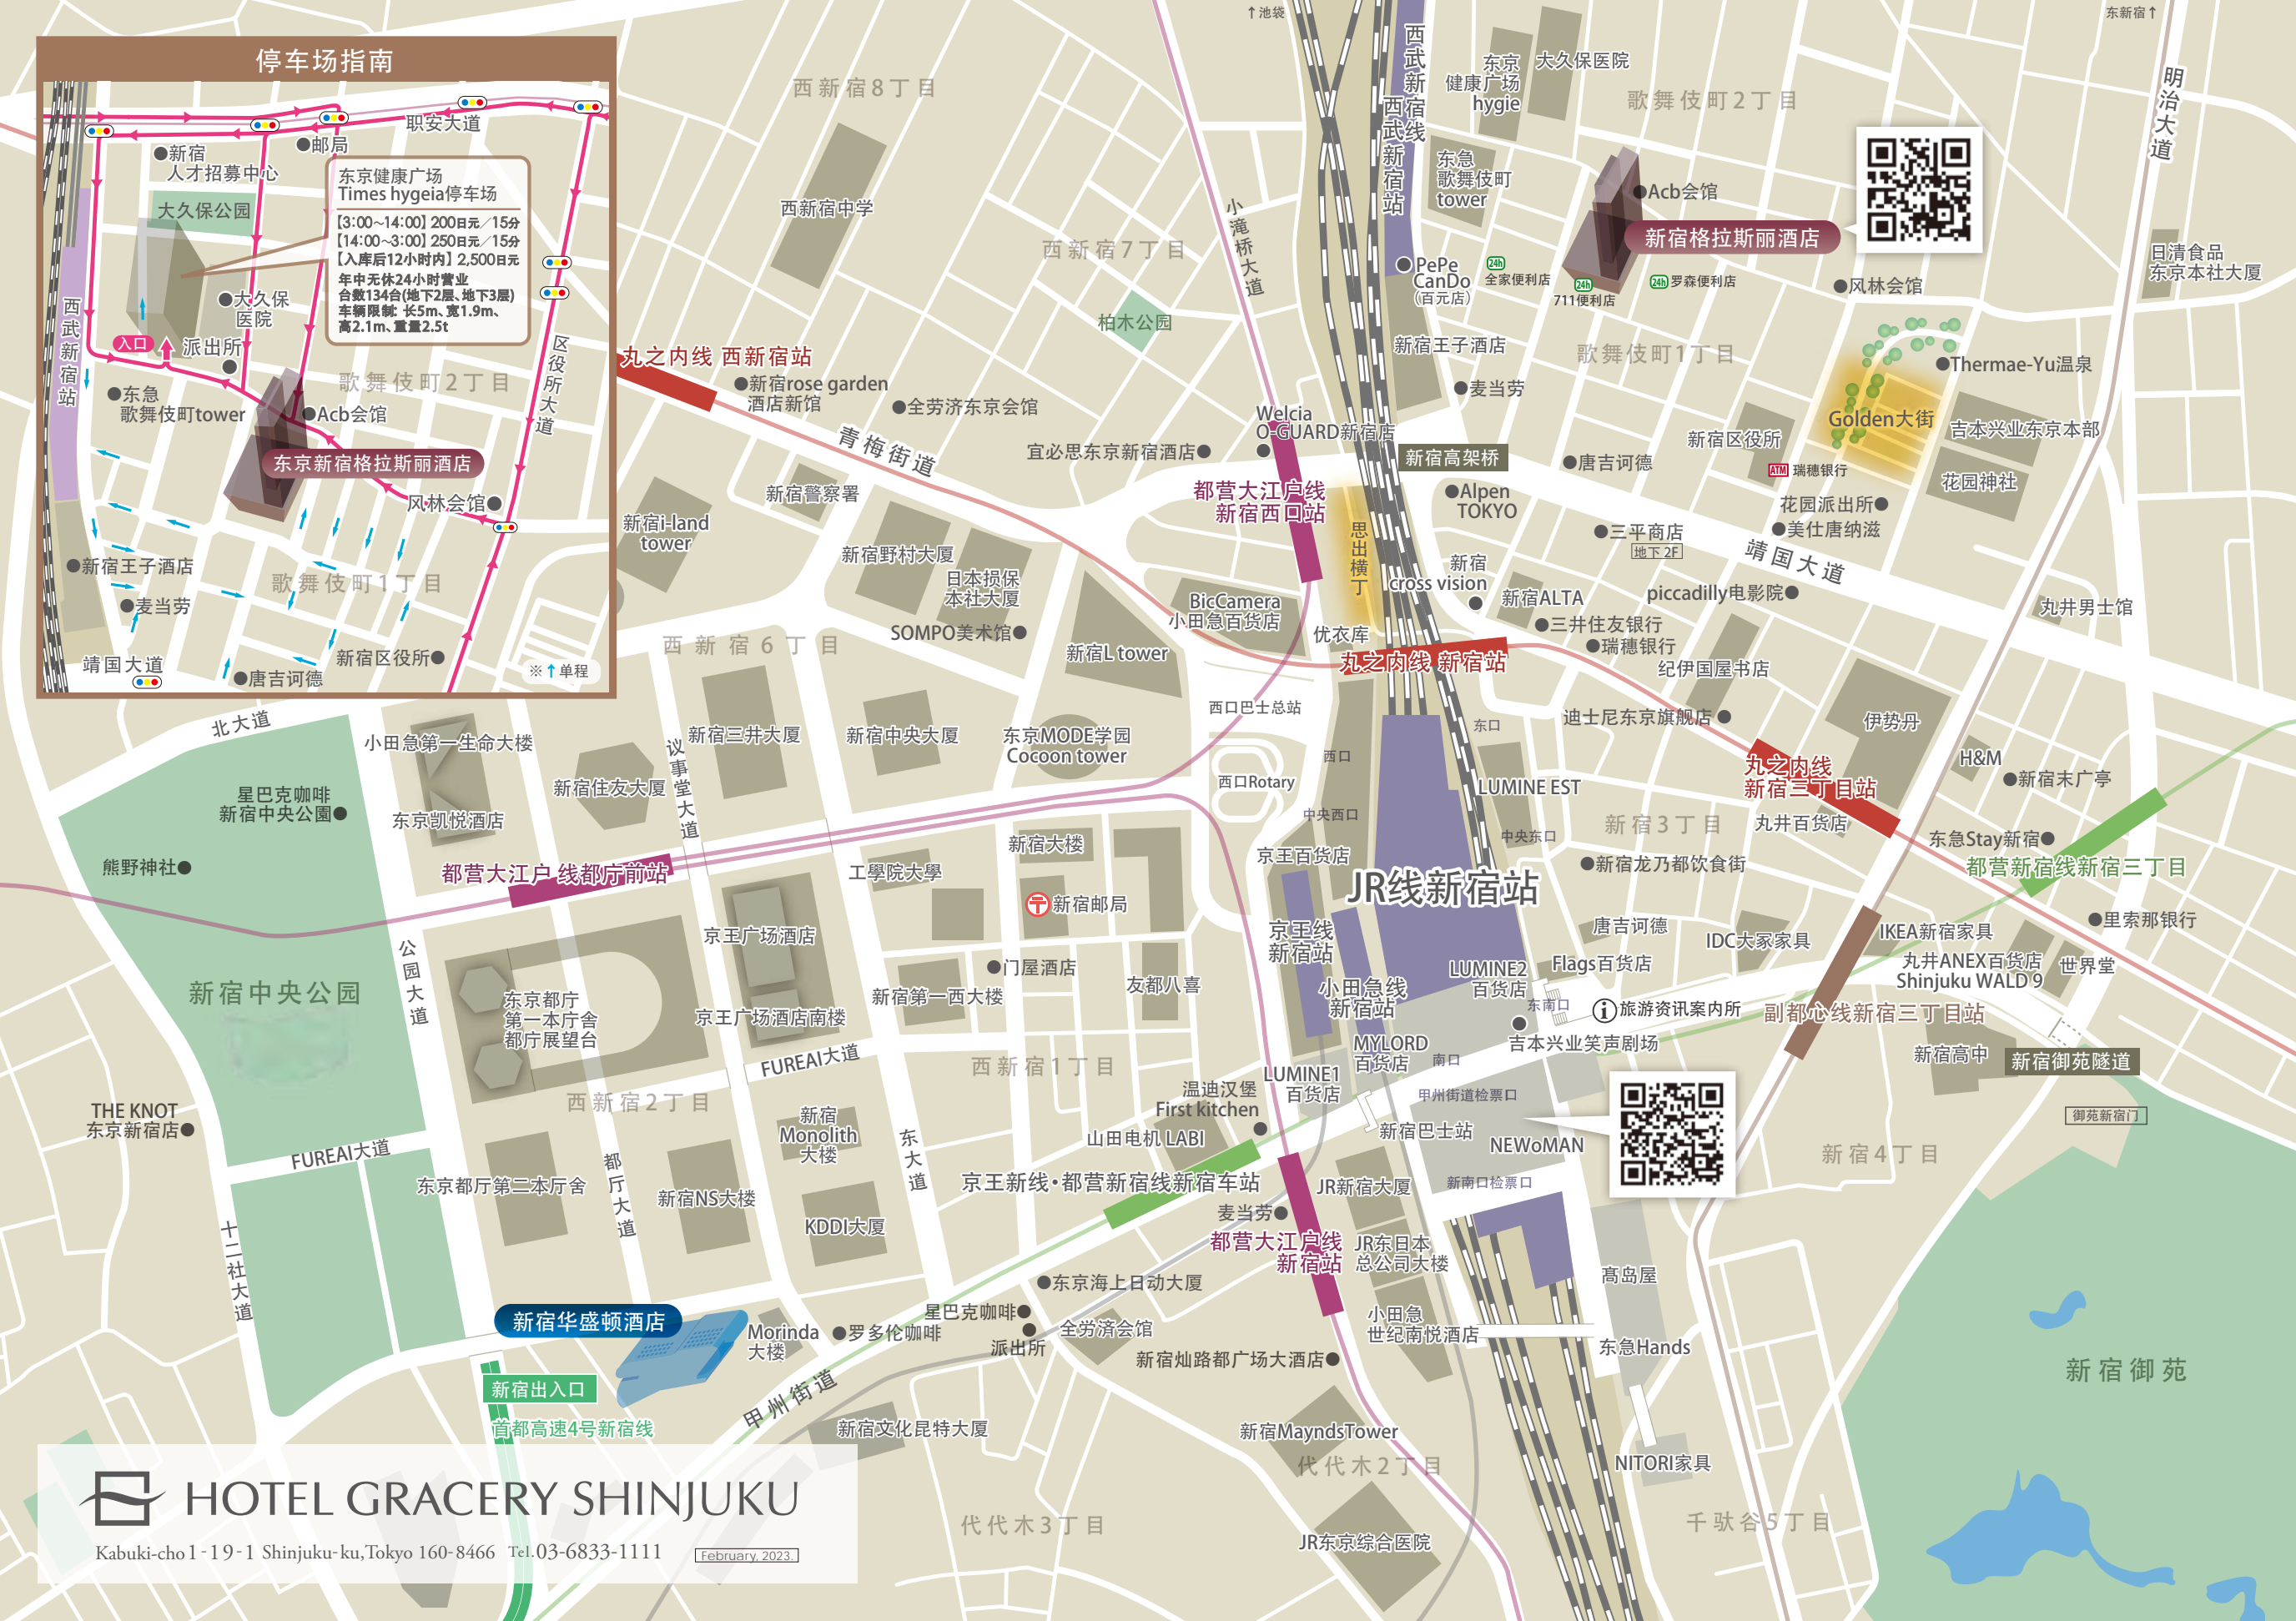 停车场指南
职安大道
●邮局
●新宿
人才招募中心
大久保公园
东京健康广场
Times hygeia停车场
【3:00～14:00】200日元／15分
【14:00～3:00】250日元／15分
【入库后12小时内】2,500日元
年中无休24小时营业
台数134台(地下2层、地下3层)
车辆限制: 长5m、宽1.9m、
高2.1m、重量2.5t
●大久保
医院
西武新宿站
入口
派出所
区役所大道
歌舞伎町2丁目
●东急
歌舞伎町tower
●Acb会馆
东京新宿格拉斯丽酒店
风林会馆●
●新宿王子酒店
歌舞伎町1丁目
●麦当劳
新宿区役所●
靖国大道
●唐吉诃德
※↑单程
↑池袋
东新宿↑
西武新宿线
西武新宿站
东京
健康广场
hygie
大久保医院
歌舞伎町2丁目
明治大道
西新宿8丁目
西新宿中学
西新宿7丁目
小滝桥大道
柏木公园
东急
歌舞伎町
tower
●Acb会馆
新宿格拉斯丽酒店
●PePe
CanDo
（百元店）
24h
全家便利店
24h
711便利店
24h 罗森便利店
●风林会馆
日清食品
东京本社大厦
新宿王子酒店
歌舞伎町1丁目
●麦当劳
●Thermae-Yu温泉
Golden大街
吉本兴业东京本部
花园神社
新宿区役所
ATM 瑞穗银行
花园派出所●
●美仕唐纳滋
丸之内线 西新宿站
●新宿rose garden
酒店新馆
●全劳济东京会馆
青梅街道
Welcia
O-GUARD新宿店
宜必思东京新宿酒店●
新宿高架桥
●唐吉诃德
都营大江户线
新宿西口站
思出横丁
●Alpen
TOKYO
●三平商店
地下 2F
靖国大道
新宿警察署
新宿i-land
tower
新宿野村大厦
日本损保
本社大厦
SOMPO美术馆●
BicCamera
小田急百货店
新宿
cross vision
新宿ALTA
piccadilly电影院●
●三井住友银行
●瑞穗银行
丸井男士馆
优衣库
丸之内线 新宿站
纪伊国屋书店
西新宿6丁目
新宿L tower
西口巴士总站
东口
迪士尼东京旗舰店●
伊势丹
北大道
小田急第一生命大楼
议事堂大道
新宿三井大厦
新宿中央大厦
东京MODE学园
Cocoon tower
西口
西口Rotary
LUMINE EST
丸之内线
新宿三丁目站
H&M
●新宿末广亭
新宿住友大厦
星巴克咖啡
新宿中央公園●
东京凯悦酒店
中央西口
中央东口
新宿3丁目
丸井百货店
东急Stay新宿●
都营新宿线新宿三丁目
熊野神社●
都营大江户线都厅前站
工學院大學
新宿大楼
京王百货店
●新宿龙乃都饮食街
JR线新宿站
新宿邮局
唐吉诃德
IDC大冢家具
IKEA新宿家具
●里索那银行
公园大道
京王广场酒店
京王线
新宿站
Flags百货店
丸井ANEX百货店
Shinjuku WALD 9
世界堂
新宿中央公园
东京都厅
第一本厅舍
都厅展望台
●门屋酒店
新宿第一西大楼
友都八喜
LUMINE2
百货店
小田急线
新宿站
东南口
旅游资讯案内所
副都心线新宿三丁目站
京王广场酒店南楼
FUREAI大道
MYLORD
百货店
南口
吉本兴业笑声剧场
新宿高中
新宿御苑隧道
西新宿1丁目
LUMINE1
百货店
甲州街道检票口
御苑新宿门
西新宿2丁目
THE KNOT
东京新宿店●
新宿
Monolith
大楼
东大道
温迪汉堡
First kitchen
山田电机 LABI
新宿巴士站
NEWoMAN
新宿4丁目
FUREAI大道
东京都厅第二本厅舍
都厅大道
新宿NS大楼
京王新线・都营新宿线新宿车站
JR新宿大厦
新南口检票口
麦当劳●
KDDI大厦
都营大江户线
新宿站
JR东日本
总公司大楼
十二社大道
●东京海上日动大厦
髙岛屋
新宿华盛顿酒店
Morinda
大楼
●罗多伦咖啡
星巴克咖啡●
派出所
全劳济会馆
小田急
世纪南悦酒店
东急Hands
新宿灿路都广场大酒店●
新宿御苑
新宿出入口
首都高速4号新宿线
甲州街道
新宿文化昆特大厦
新宿MayndsTower
代代木2丁目
NITORI家具
代代木3丁目
JR东京综合医院
千驮谷5丁目
HOTEL GRACERY SHINJUKU
Kabuki-cho 1-19-1 Shinjuku-ku,Tokyo 160-8466 Tel.03-6833-1111
February, 2023.